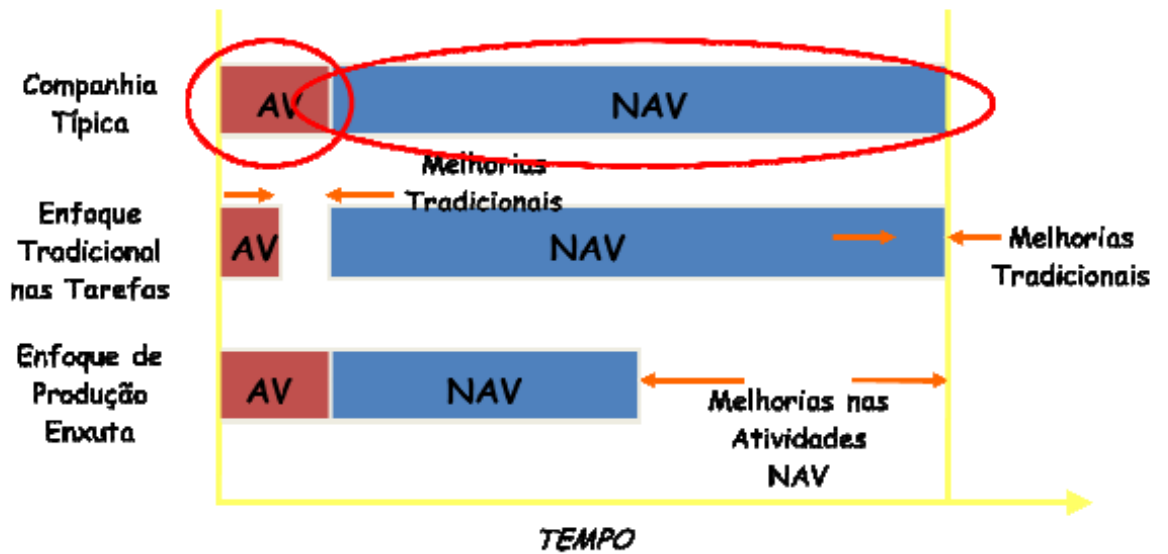 Companhia
Típica
AV
NAV
Melhorias
Tradicionais
Enfoque
Tradicional
nas Tarefas
AV
NAV
Melhorias
Tradicionais
Enfoque de
Produção
Enxuta
AV
NAV
Melhorias nas
Atividades
NAV
TEMPO